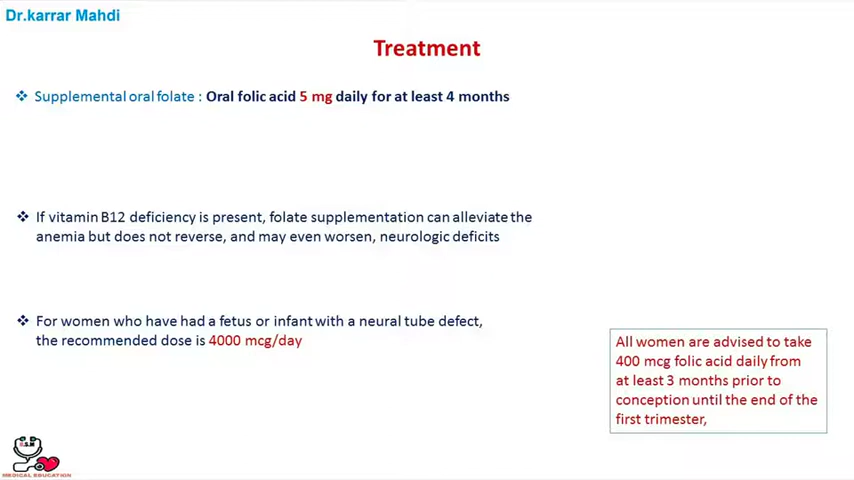 Dr.karrar Mahdi
Treatment
❖ Supplemental oral folate : Oral folic acid 5 mg daily for at least 4 months
❖ If vitamin B12 deficiency is present, folate supplementation can alleviate the
anemia but does not reverse, and may even worsen, neurologic deficits
❖ For women who have had a fetus or infant with a neural tube defect,
the recommended dose is 4000 mcg/day
All women are advised to take
400 mcg folic acid daily from
at least 3 months prior to
conception until the end of the
first trimester,
MEDICAL EDUCATION